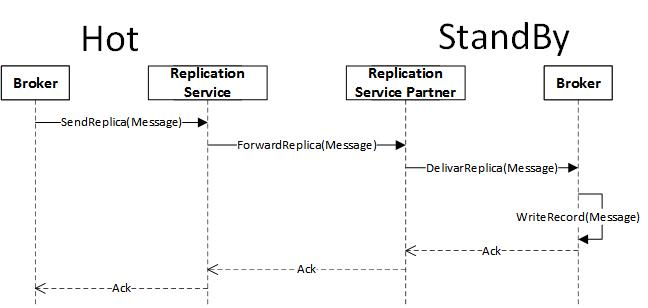 Hot
StandBy
Broker
Replication
Service
Replication
Service Partner
Broker
SendReplica(Message)
ForwardReplica(Message)
DelivarReplica(Message)
WriteRecord(Message)
Ack
Ack
Ack